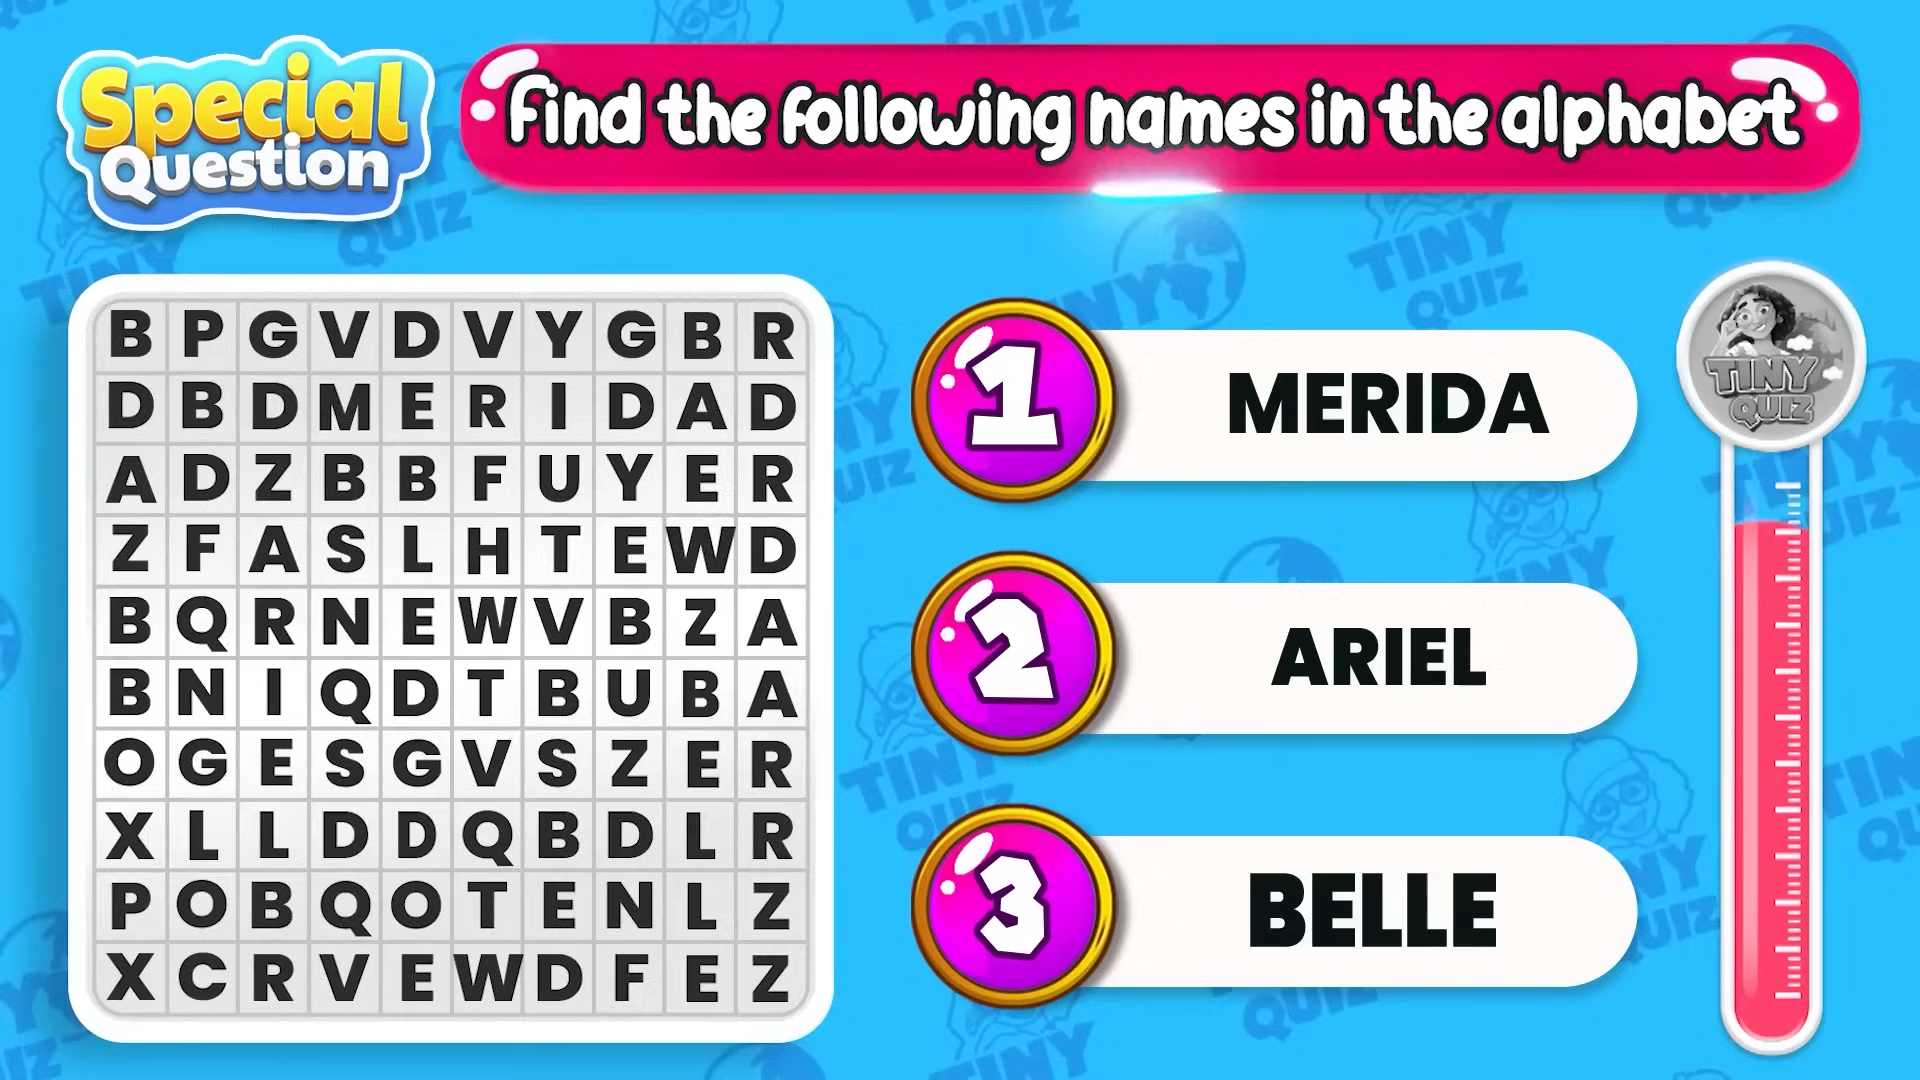 Special
Question
Find the following names in the alphabet
B P G V D V Y G B R
D B D M E R I D A D
A D Z B B F U Y E R
Z F A S L H T E W D
B Q R N E W V B Z A
B N I Q D T B U B A
O G E S G V S Z E R
X L L D D Q B D L R
P O B Q O T E N L Z
X C R V E W D F E Z
1
MERIDA
2
ARIEL
3
BELLE
TINY
QUIZ